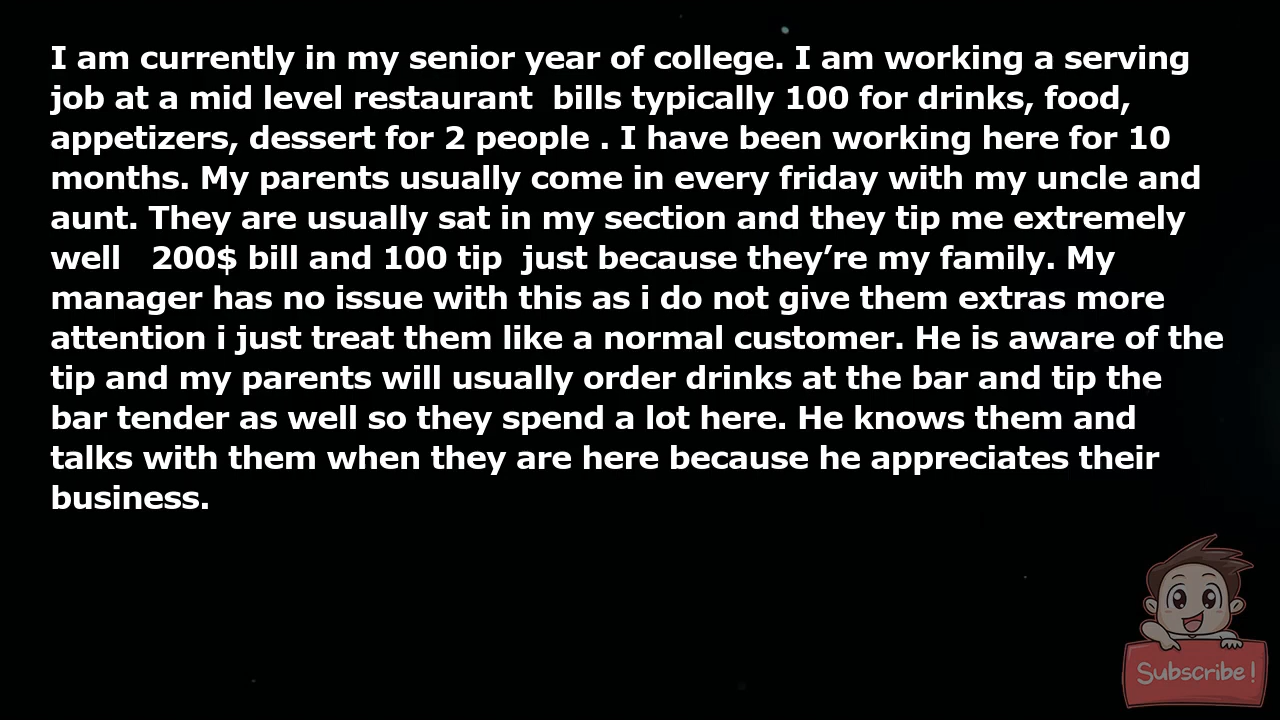 I am currently in my senior year of college. I am working a serving
job at a mid level restaurant  bills typically 100 for drinks, food,
appetizers, dessert for 2 people . I have been working here for 10
months. My parents usually come in every friday with my uncle and
aunt. They are usually sat in my section and they tip me extremely
well   200$ bill and 100 tip  just because they’re my family. My
manager has no issue with this as i do not give them extras more
attention i just treat them like a normal customer. He is aware of the
tip and my parents will usually order drinks at the bar and tip the
bar tender as well so they spend a lot here. He knows them and
talks with them when they are here because he appreciates their
business.
Subscribe!